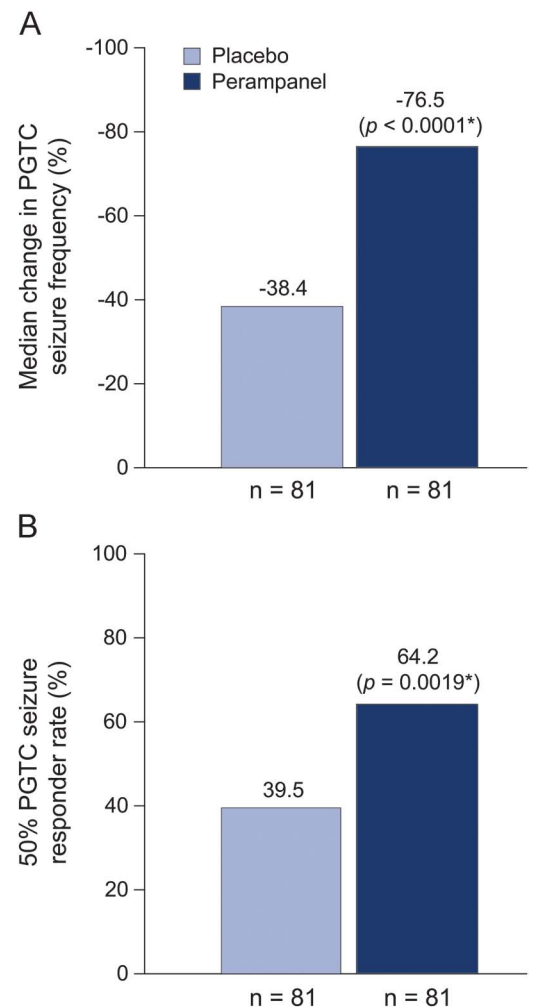 A
-100
-80
-60
-40
-20
0
Median change in PGTC
seizure frequency (%)
Placebo
Perampanel
-38.4
-76.5
(p < 0.0001*)
n = 81
n = 81
B
100
80
60
40
20
0
50% PGTC seizure
responder rate (%)
39.5
64.2
(p = 0.0019*)
n = 81
n = 81